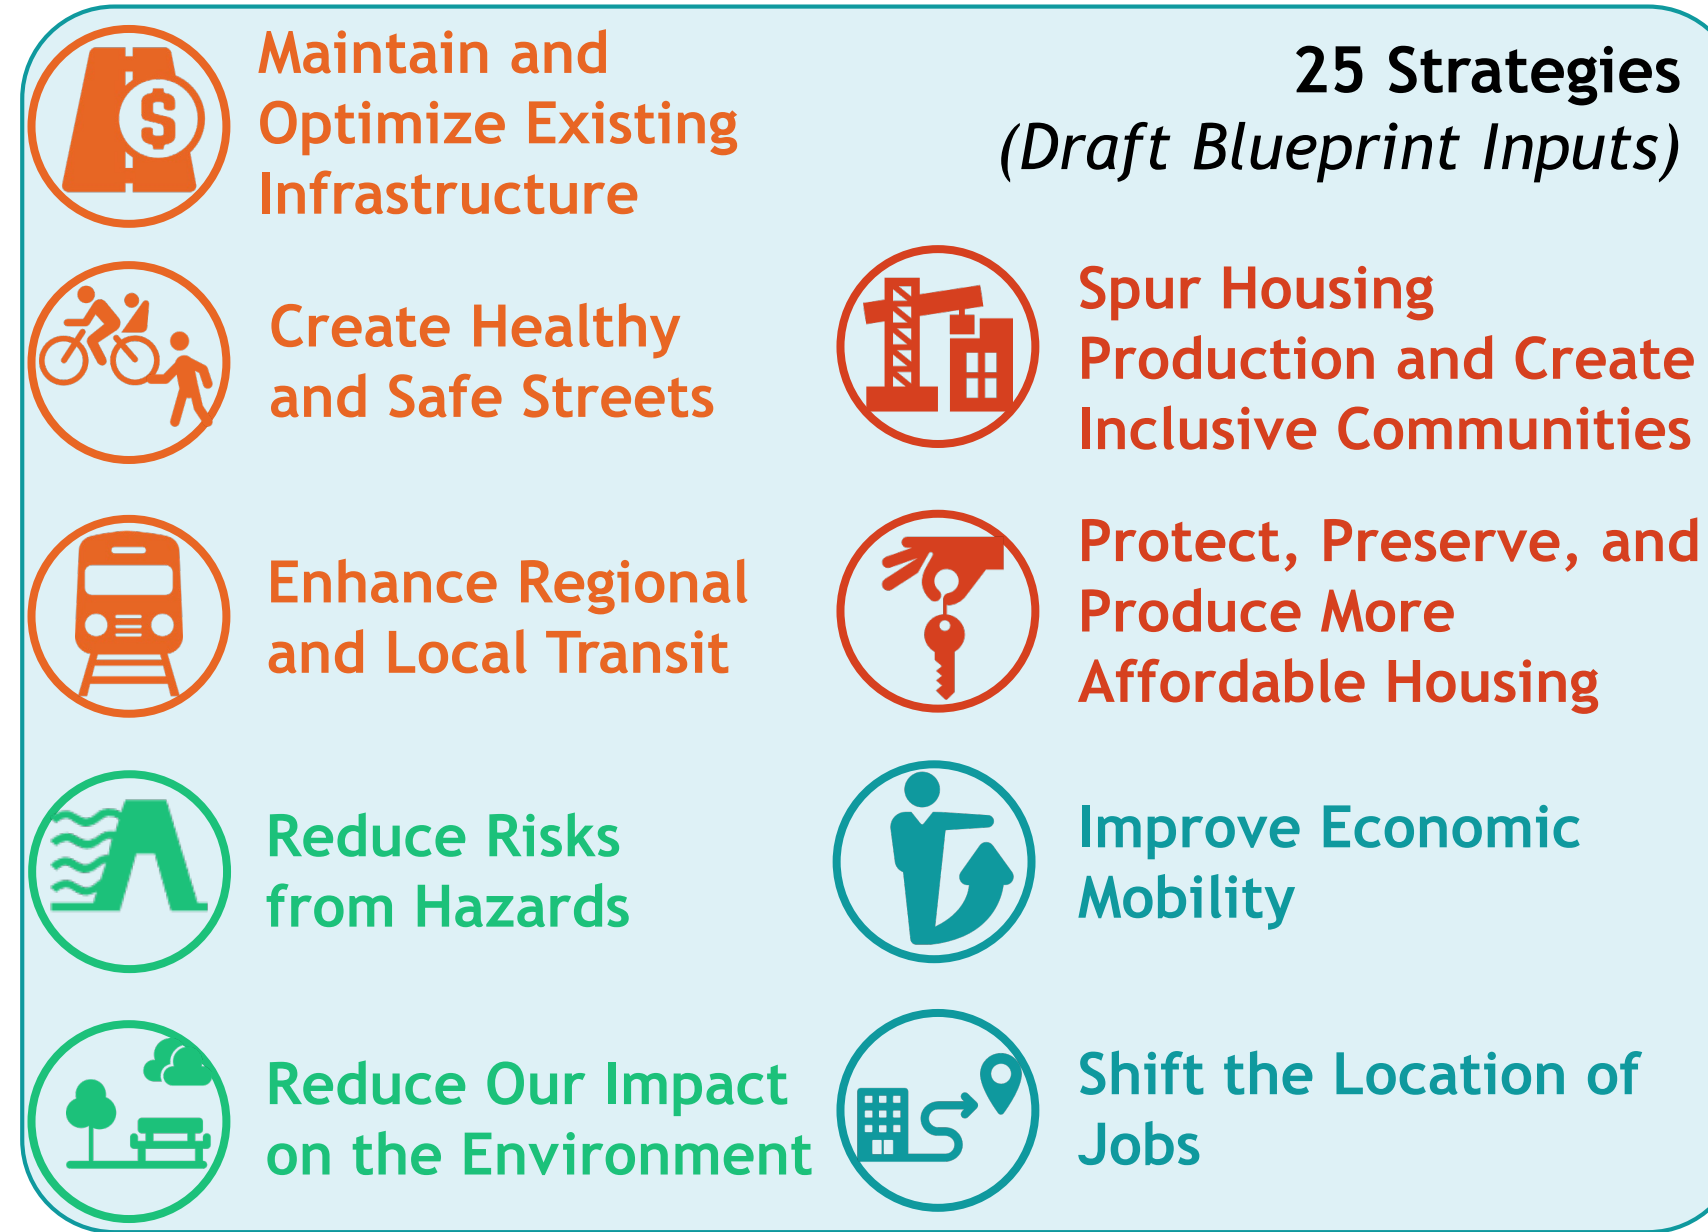 25 Strategies
(Draft Blueprint Inputs)
Maintain and
Optimize Existing
Infrastructure
Create Healthy
and Safe Streets
Enhance Regional
and Local Transit
Reduce Risks
from Hazards
Reduce Our Impact
on the Environment
Spur Housing
Production and Create
Inclusive Communities
Protect, Preserve, and
Produce More
Affordable Housing
Improve Economic
Mobility
Shift the Location of
Jobs